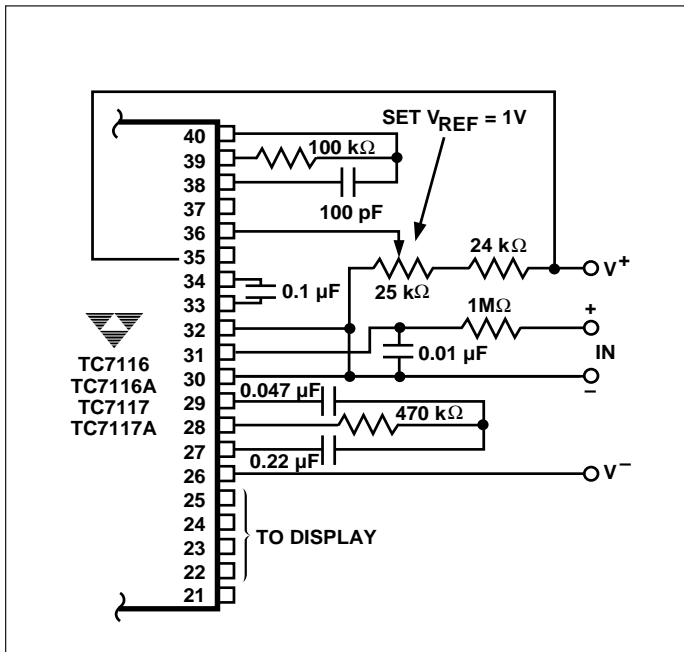 SET VREF = 1V
40
39
38
37
36
35
34
33
32
31
30
29
28
27
26
25
24
23
22
21
100 kΩ
100 pF
24 kΩ
V+
25 kΩ
0.1 µF
1MΩ
+
IN
–
0.01 µF
TC7116
TC7116A
TC7117
TC7117A
0.047 µF
470 kΩ
0.22 µF
V–
TO DISPLAY